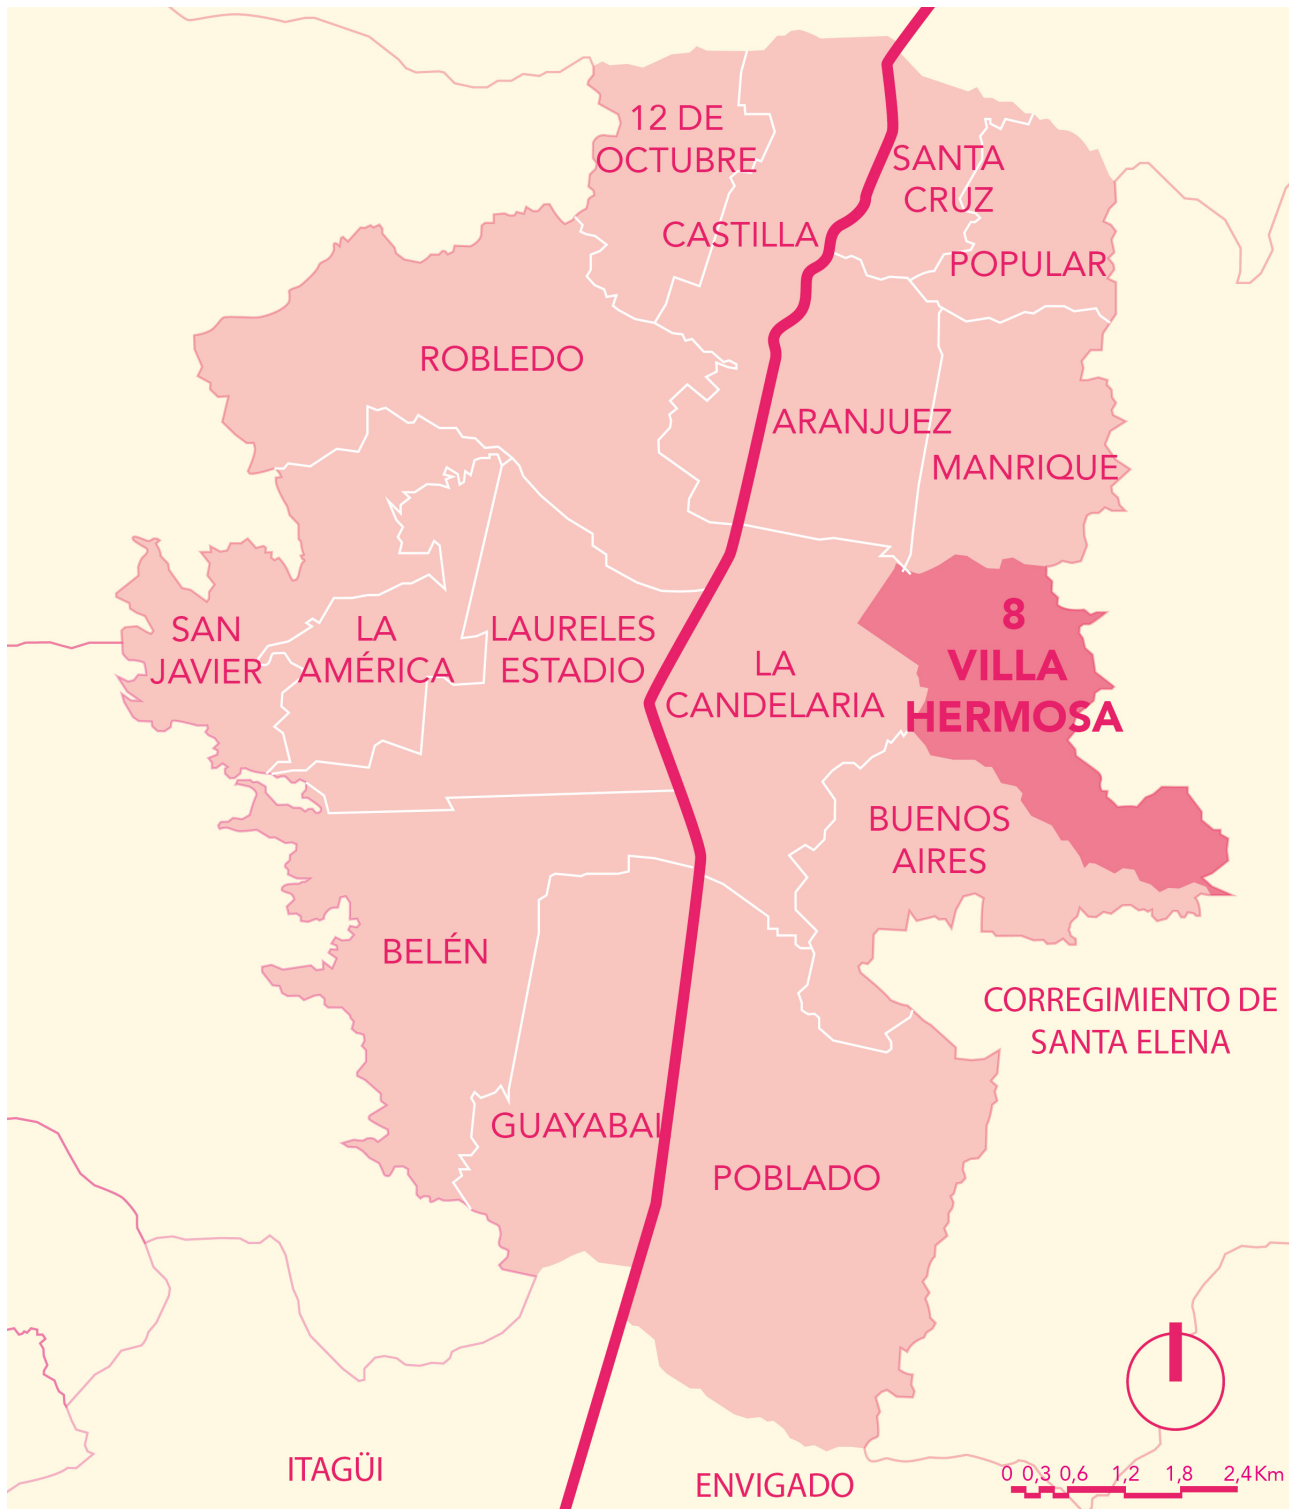 12 DE
OCTUBRE
SANTA
CRUZ
CASTILLA
POPULAR
ROBLEDO
ARANJUEZ
MANRIQUE
8
VILLA
HERMOSA
SAN
JAVIER
LA
AMÉRICA
LAURELES
ESTADIO
LA
CANDELARIA
BUENOS
AIRES
BELÉN
CORREGIMIENTO DE
SANTA ELENA
GUAYABAL
POBLADO
ITAGÜI
ENVIGADO
0 0,3 0,6 1,2 1,8 2,4 Km